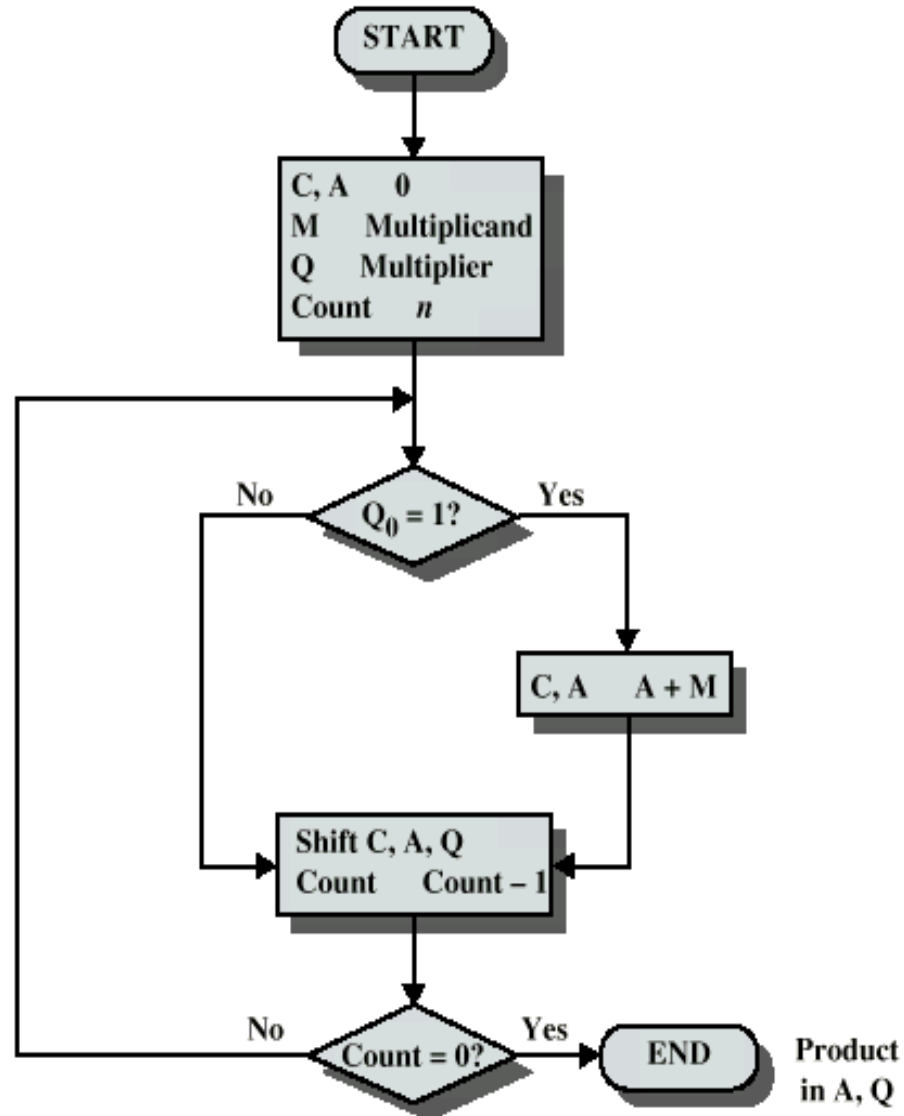 START
C, A 0
M Multiplicand
Q Multiplier
Count n
No
Q0 = 1?
Yes
C, A A + M
Shift C, A, Q
Count Count – 1
No
Count = 0?
Yes
END
Product
in A, Q